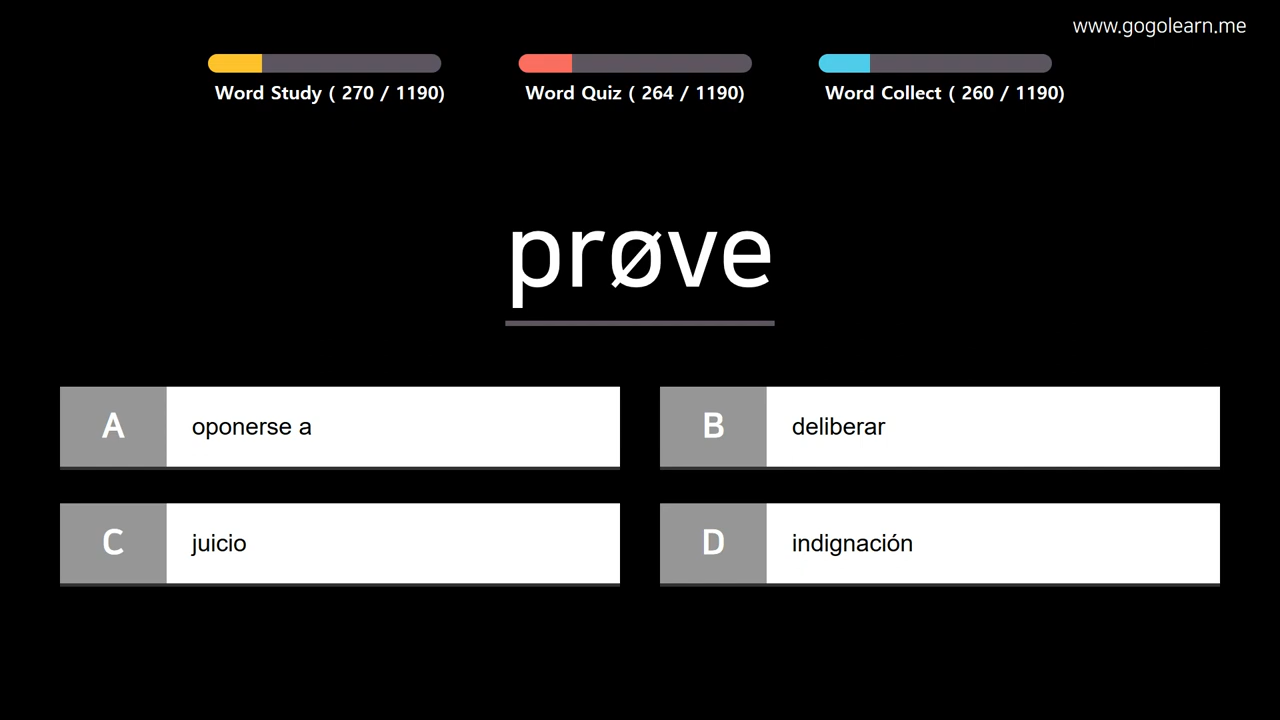 www.gogolearn.me
Word Study ( 270 / 1190)
Word Quiz ( 264 / 1190)
Word Collect ( 260 / 1190)
prøve
A oponerse a
B deliberar
C juicio
D indignación